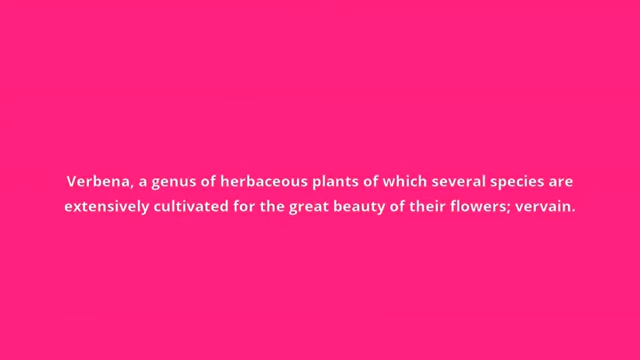 Verbena, a genus of herbaceous plants of which several species are
extensively cultivated for the great beauty of their flowers; vervain.